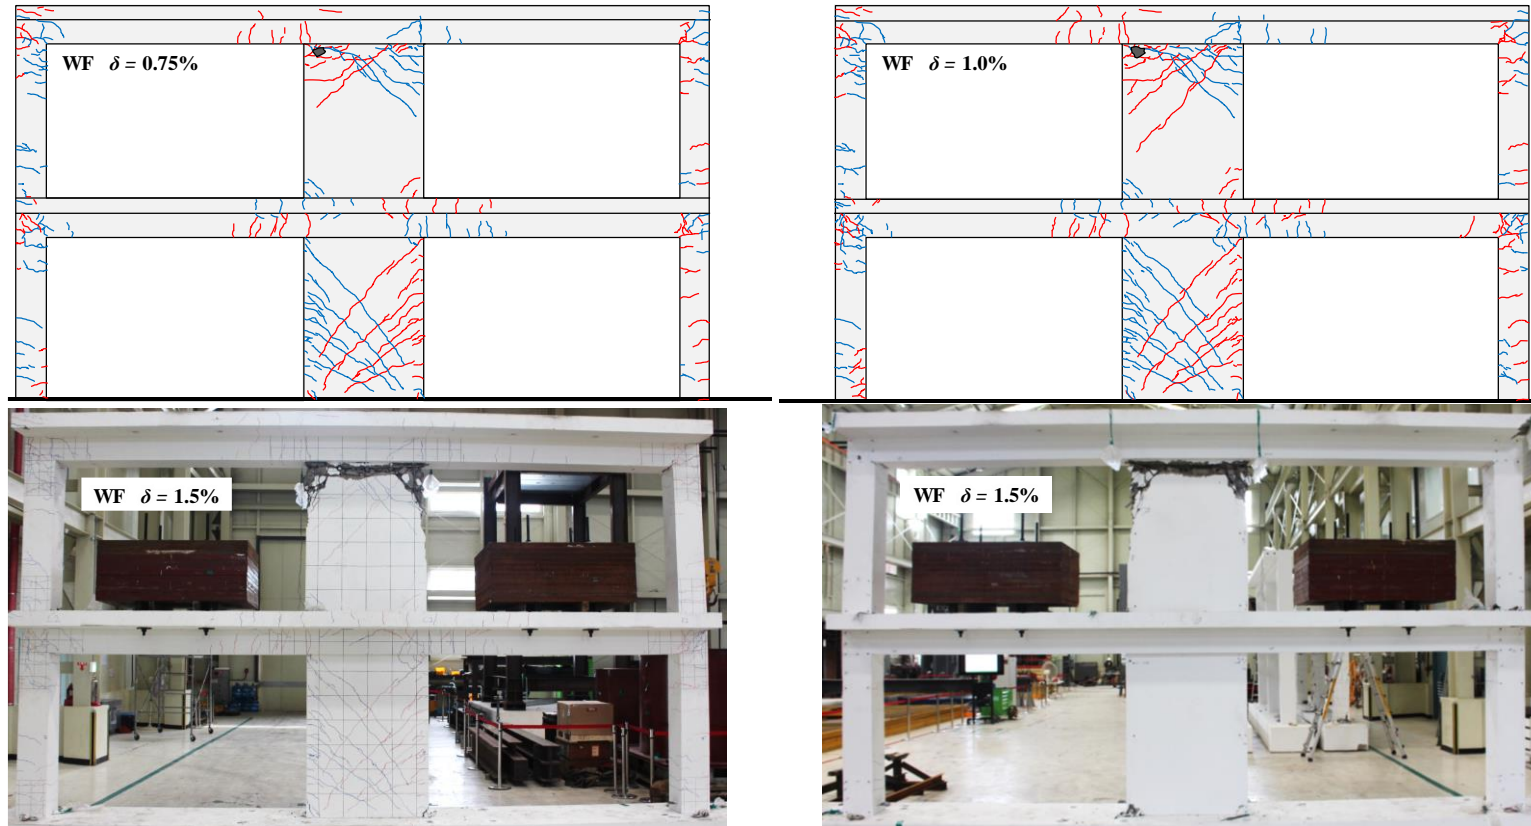 WF δ = 0.75%
WF δ = 1.0%
WF δ = 1.5%
WF δ = 1.5%